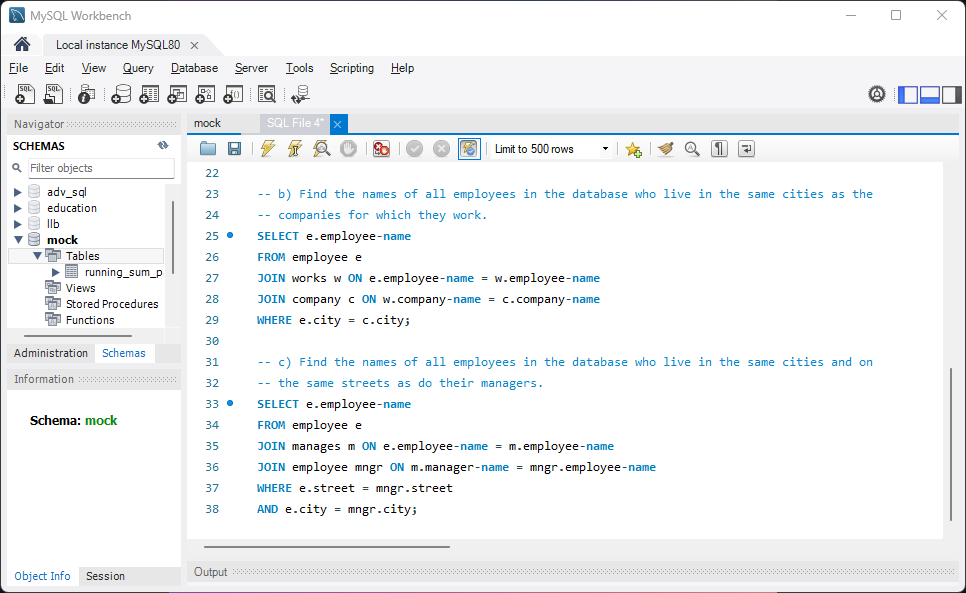 MySQL Workbench
Local instance MySQL80
File Edit View Query Database Server Tools Scripting Help
Navigator
SCHEMAS
Filter objects
adv_sql
education
llb
mock
Tables
running_sum_p
Views
Stored Procedures
Functions
Administration Schemas
Information
Schema: mock
Object Info Session
mock SQL File 4*
Limit to 500 rows
22
23 -- b) Find the names of all employees in the database who live in the same cities as the
24 -- companies for which they work.
25 SELECT e.employee-name
26 FROM employee e
27 JOIN works w ON e.employee-name = w.employee-name
28 JOIN company c ON w.company-name = c.company-name
29 WHERE e.city = c.city;
30
31 -- c) Find the names of all employees in the database who live in the same cities and on
32 -- the same streets as do their managers.
33 SELECT e.employee-name
34 FROM employee e
35 JOIN manages m ON e.employee-name = m.employee-name
36 JOIN employee mngr ON m.manager-name = mngr.employee-name
37 WHERE e.street = mngr.street
38 AND e.city = mngr.city;
Output